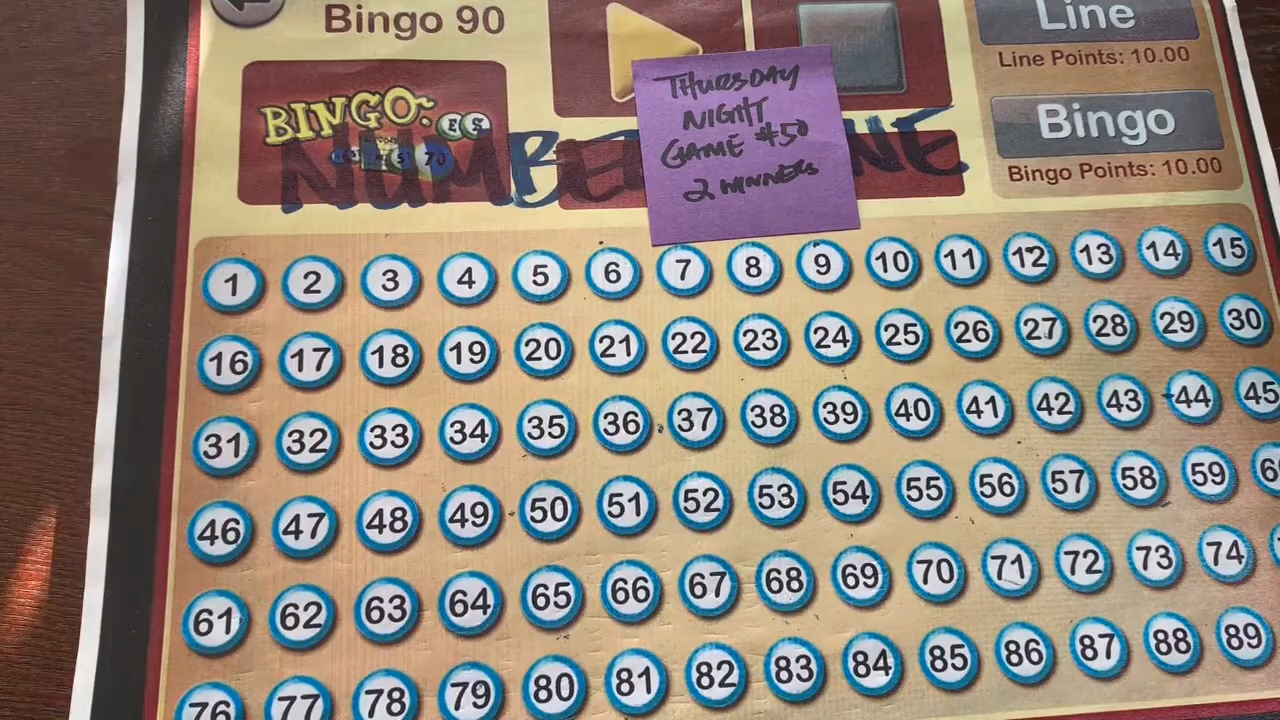 Bingo 90
Line
Line Points: 10.00
BINGO:
E S
70
Bingo
Bingo Points: 10.00
THURSDAY
NIGHT
GAME #50
2 WINNERS
1 2 3 4 5 6 7 8 9 10 11 12 13 14 15
16 17 18 19 20 21 22 23 24 25 26 27 28 29 30
31 32 33 34 35 36 37 38 39 40 41 42 43 44 45
46 47 48 49 50 51 52 53 54 55 56 57 58 59
61 62 63 64 65 66 67 68 69 70 71 72 73 74
76 77 78 79 80 81 82 83 84 85 86 87 88 89